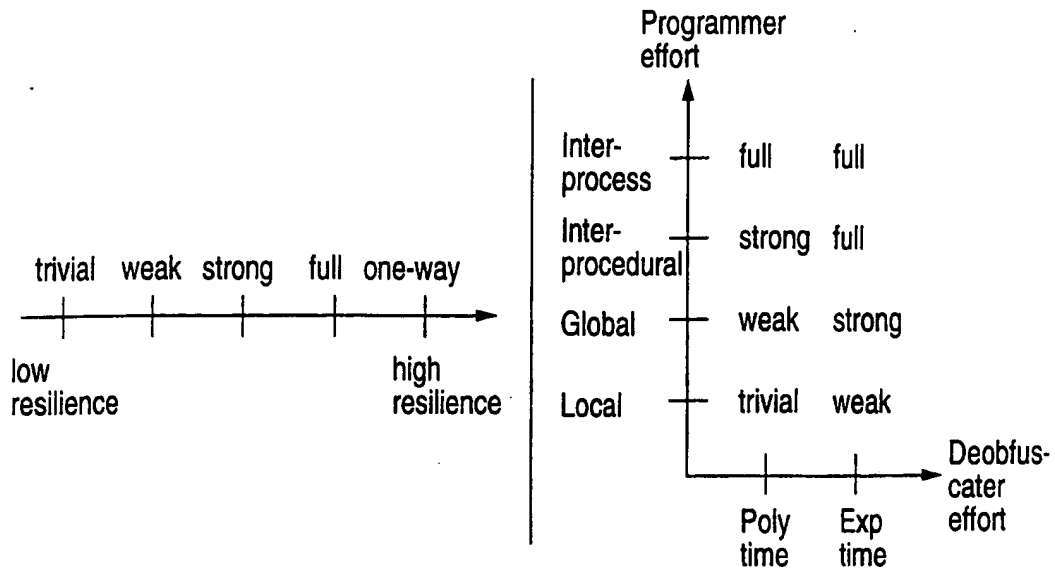 trivial weak strong full one-way
low
resilience
high
resilience
Programmer
effort
Inter-
process
full full
Inter-
procedural
strong full
Global
weak strong
Local
trivial weak
Poly
time
Exp
time
Deobfus-
cater
effort